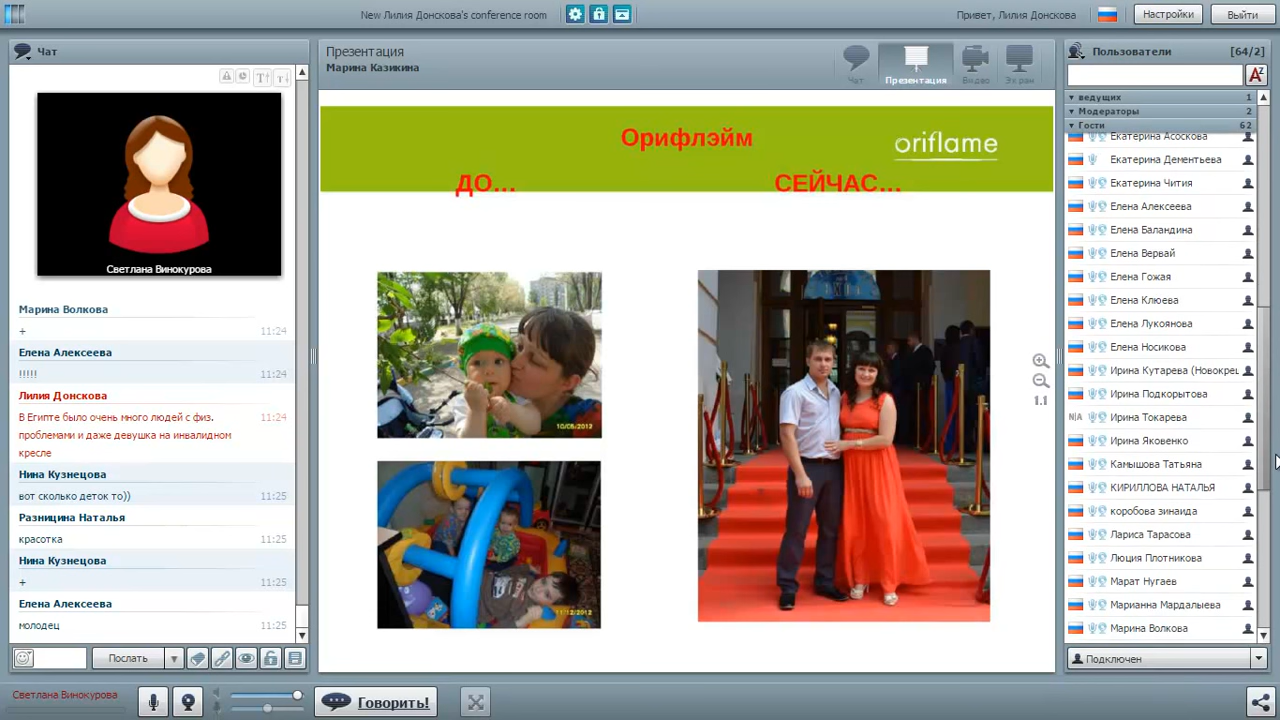 New Лилия Донскова's conference room
Привет, Лилия Донскова
Настройки
Выйти
Чат
Светлана Винокурова
Марина Волкова
+ 11:24
Елена Алексеева
!!!!! 11:24
Лилия Донскова
В Египте было очень много людей с физ. 11:24
проблемами и даже девушка на инвалидном
кресле
Нина Кузнецова
вот сколько деток то)) 11:25
Разницина Наталья
красотка 11:25
Нина Кузнецова
+ 11:25
Елена Алексеева
молодец 11:25
Послать
Презентация
Марина Казикина
Чат
Презентация
Видео
Экран
Орифлэйм
oriflame
ДО...
СЕЙЧАС...
10/05/2012
11/12/2012
1.1
Пользователи [64/2]
ведущих 1
Модераторы 2
Гости 62
Екатерина Асоскова
Екатерина Дементьева
Екатерина Чития
Елена Алексеева
Елена Баландина
Елена Вервай
Елена Гожая
Елена Клюева
Елена Лукоянова
Елена Носикова
Ирина Кутарева (Новокрец
Ирина Подкорытова
N/A Ирина Токарева
Ирина Яковенко
Камышова Татьяна
КИРИЛЛОВА НАТАЛЬЯ
коробова зинаида
Лариса Тарасова
Люция Плотникова
Марат Нугаев
Марианна Мардалыева
Марина Волкова
Подключен
Светлана Винокурова
Говорить!